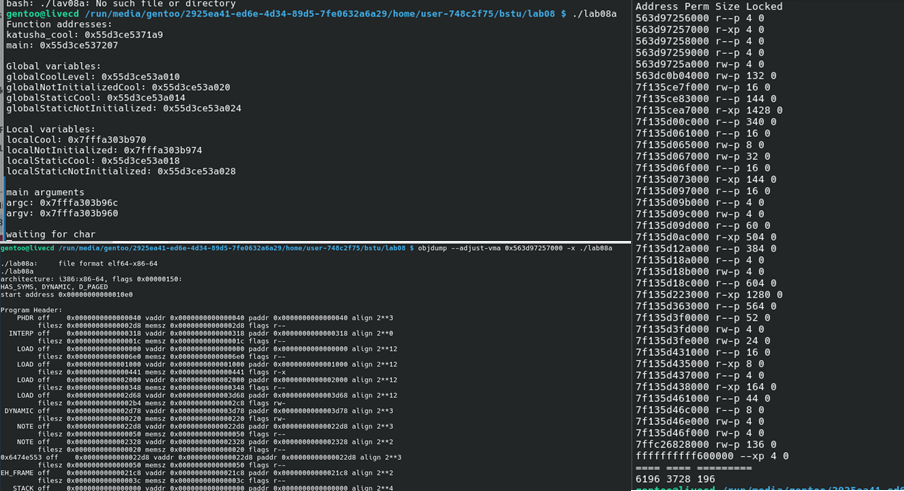 bash: ./lav08a: No such file or directory
gentoo@livecd /run/media/gentoo/2925ea41-ed6e-4d34-89d5-7fe0632a6a29/home/user-748c2f75/bstu/lab08 $ ./lab08a
Function addresses:
katusha_cool: 0x55d3ce5371a9
main: 0x55d3ce537207
Global variables:
globalCoolLevel: 0x55d3ce53a010
globalNotInitializedCool: 0x55d3ce53a020
globalStaticCool: 0x55d3ce53a014
globalStaticNotInitialized: 0x55d3ce53a024
Local variables:
localCool: 0x7fffa303b970
localNotInitialized: 0x7fffa303b974
localStaticCool: 0x55d3ce53a018
localStaticNotInitialized: 0x55d3ce53a028
main arguments
argc: 0x7fffa303b96c
argv: 0x7fffa303b960
waiting for char
gentoo@livecd /run/media/gentoo/2925ea41-ed6e-4d34-89d5-7fe0632a6a29/home/user-748c2f75/bstu/lab08 $ objdump --adjust-vma 0x563d97257000 -x ./lab08a
./lab08a:     file format elf64-x86-64
./lab08a
architecture: i386:x86-64, flags 0x00000150:
HAS_SYMS, DYNAMIC, D_PAGED
start address 0x00000000000010e0
Program Header:
PHDR off    0x0000000000000040 vaddr 0x0000000000000040 paddr 0x0000000000000040 align 2**3
filesz 0x00000000000002d8 memsz 0x00000000000002d8 flags r--
INTERP off    0x0000000000000318 vaddr 0x0000000000000318 paddr 0x0000000000000318 align 2**0
filesz 0x000000000000001c memsz 0x000000000000001c flags r--
LOAD off    0x0000000000000000 vaddr 0x0000000000000000 paddr 0x0000000000000000 align 2**12
filesz 0x00000000000006e0 memsz 0x00000000000006e0 flags r--
LOAD off    0x0000000000001000 vaddr 0x0000000000001000 paddr 0x0000000000001000 align 2**12
filesz 0x0000000000000441 memsz 0x0000000000000441 flags r-x
LOAD off    0x0000000000002000 vaddr 0x0000000000002000 paddr 0x0000000000002000 align 2**12
filesz 0x0000000000000348 memsz 0x0000000000000348 flags r--
LOAD off    0x0000000000002d68 vaddr 0x0000000000003d68 paddr 0x0000000000003d68 align 2**12
filesz 0x00000000000002b4 memsz 0x00000000000002c8 flags rw-
DYNAMIC off    0x0000000000002d78 vaddr 0x0000000000003d78 paddr 0x0000000000003d78 align 2**3
filesz 0x0000000000000220 memsz 0x0000000000000220 flags rw-
NOTE off    0x00000000000022d8 vaddr 0x00000000000022d8 paddr 0x00000000000022d8 align 2**3
filesz 0x0000000000000050 memsz 0x0000000000000050 flags r--
NOTE off    0x0000000000002328 vaddr 0x0000000000002328 paddr 0x0000000000002328 align 2**2
filesz 0x0000000000000020 memsz 0x0000000000000020 flags r--
0x6474e553 off    0x00000000000022d8 vaddr 0x00000000000022d8 paddr 0x00000000000022d8 align 2**3
filesz 0x0000000000000050 memsz 0x0000000000000050 flags r--
EH_FRAME off    0x00000000000021c8 vaddr 0x00000000000021c8 paddr 0x00000000000021c8 align 2**2
filesz 0x000000000000003c memsz 0x000000000000003c flags r--
STACK off    0x0000000000000000 vaddr 0x0000000000000000 paddr 0x0000000000000000 align 2**4
Address Perm Size Locked
563d97256000 r--p 4 0
563d97257000 r-xp 4 0
563d97258000 r--p 4 0
563d97259000 r--p 4 0
563d9725a000 rw-p 4 0
563dc0b04000 rw-p 132 0
7f135ce7f000 rw-p 16 0
7f135ce83000 r--p 144 0
7f135cea7000 r-xp 1428 0
7f135d00c000 r--p 340 0
7f135d061000 r--p 16 0
7f135d065000 rw-p 8 0
7f135d067000 rw-p 32 0
7f135d06f000 r--p 16 0
7f135d073000 r-xp 144 0
7f135d097000 r--p 16 0
7f135d09b000 r--p 4 0
7f135d09c000 rw-p 4 0
7f135d09d000 r--p 60 0
7f135d0ac000 r-xp 504 0
7f135d12a000 r--p 384 0
7f135d18a000 r--p 4 0
7f135d18b000 rw-p 4 0
7f135d18c000 r--p 604 0
7f135d223000 r-xp 1280 0
7f135d363000 r--p 564 0
7f135d3f0000 r--p 52 0
7f135d3fd000 rw-p 4 0
7f135d3fe000 rw-p 24 0
7f135d431000 r--p 16 0
7f135d435000 r-xp 8 0
7f135d437000 r--p 4 0
7f135d438000 r-xp 164 0
7f135d461000 r--p 44 0
7f135d46c000 r--p 8 0
7f135d46e000 rw-p 4 0
7f135d46f000 rw-p 4 0
7ffc26828000 rw-p 136 0
ffffffffff600000 --xp 4 0
==== ==== =========
6196 3728 196